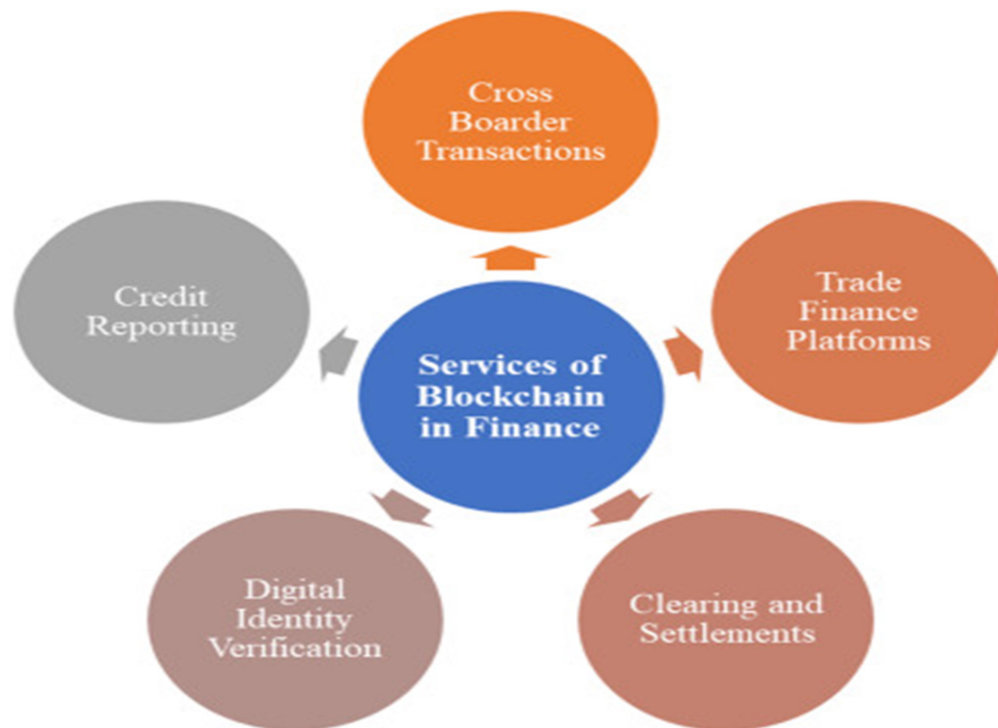 Cross
Boarder
Transactions
Credit
Reporting
Trade
Finance
Platforms
Services of
Blockchain
in Finance
Digital
Identity
Verification
Clearing and
Settlements